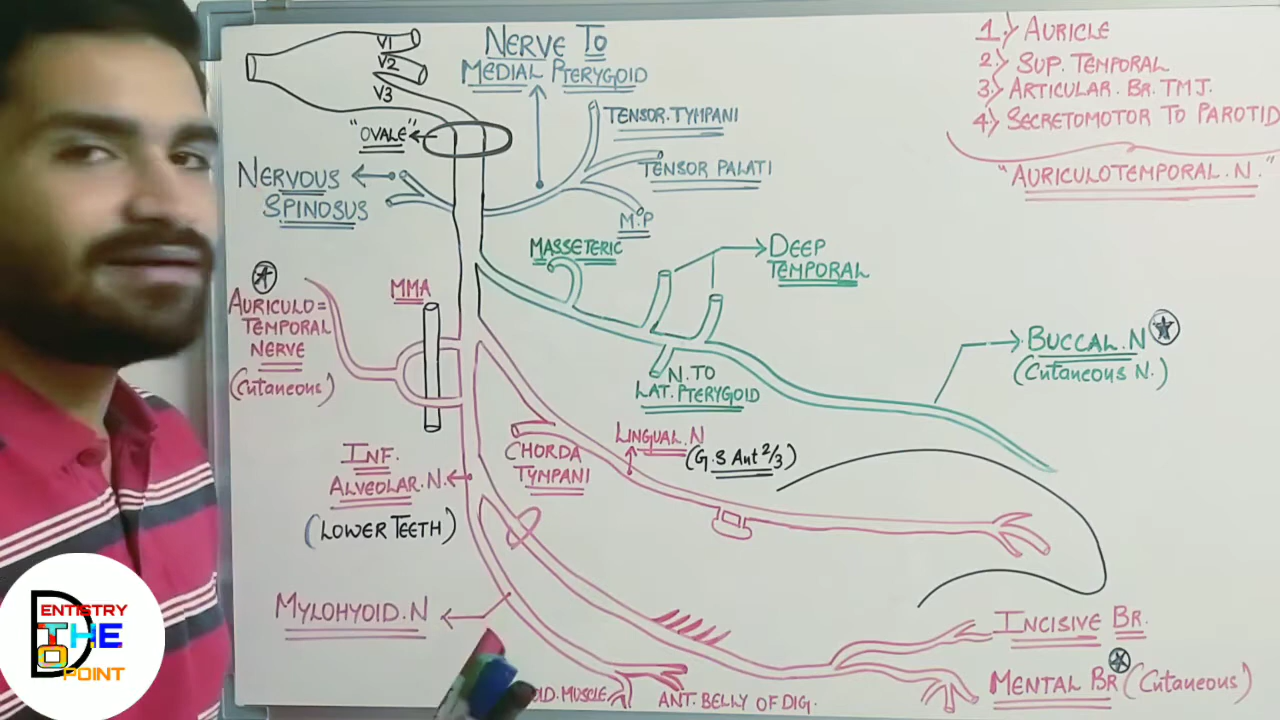 V1
V2
V3
"OVALE"
NERVE TO
MEDIAL PTERYGOID
TENSOR.TYMPANI
TENSOR PALATI
M.P
NERVOUS
SPINOSUS
1.} AURICLE
2.} SUP. TEMPORAL
3} ARTICULAR. BR. TMJ.
4.} SECRETOMOTOR TO PAROTID
"AURICULOTEMPORAL.N."
MASSETERIC
DEEP
TEMPORAL
MMA
AURICULO=
TEMPORAL
NERVE
(Cutaneous)
N.TO
LAT. PTERYGOID
BUCCAL.N
(Cutaneous N.)
INF.
ALVEOLAR.N.
(LOWER TEETH)
CHORDA
TYMPANI
LINGUAL.N
(G.S Ant 2/3)
MYLOHYOID.N
MUSCLE
ANT. BELLY OF DIG.
INCISIVE BR.
MENTAL BR (Cutaneous)
DENTISTRY
THE
TO
POINT